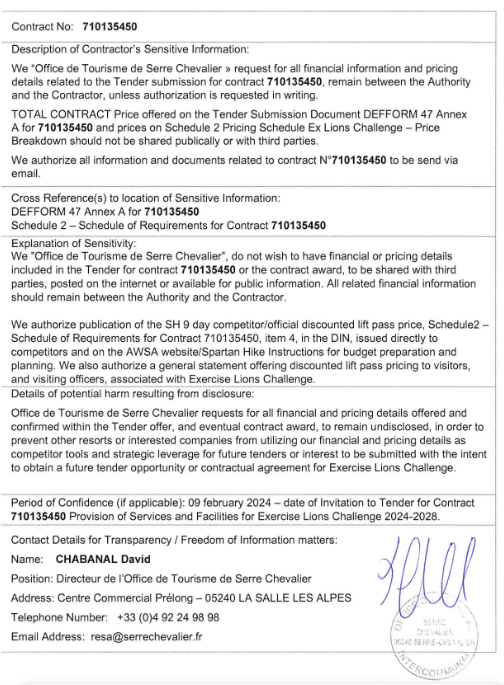 Contract No: 710135450
Description of Contractor's Sensitive Information:
We "Office de Tourisme de Serre Chevalier » request for all financial information and pricing
details related to the Tender submission for contract 710135450, remain between the Authority
and the Contractor, unless authorization is requested in writing.
TOTAL CONTRACT Price offered on the Tender Submission Document DEFFORM 47 Annex
A for 710135450 and prices on Schedule 2 Pricing Schedule Ex Lions Challenge – Price
Breakdown should not be shared publically or with third parties.
We authorize all information and documents related to contract N°710135450 to be send via
email.
Cross Reference(s) to location of Sensitive Information:
DEFFORM 47 Annex A for 710135450
Schedule 2 – Schedule of Requirements for Contract 710135450
Explanation of Sensitivity:
We "Office de Tourisme de Serre Chevalier", do not wish to have financial or pricing details
included in the Tender for contract 710135450 or the contract award, to be shared with third
parties, posted on the internet or available for public information. All related financial information
should remain between the Authority and the Contractor.
We authorize publication of the SH 9 day competitor/official discounted lift pass price, Schedule2 –
Schedule of Requirements for Contract 710135450, item 4, in the DIN, issued directly to
competitors and on the AWSA website/Spartan Hike Instructions for budget preparation and
planning. We also authorize a general statement offering discounted lift pass pricing to visitors,
and visiting officers, associated with Exercise Lions Challenge.
Details of potential harm resulting from disclosure:
Office de Tourisme de Serre Chevalier requests for all financial and pricing details offered and
confirmed within the Tender offer, and eventual contract award, to remain undisclosed, in order to
prevent other resorts or interested companies from utilizing our financial and pricing details as
competitor tools and strategic leverage for future tenders or interest to be submitted with the intent
to obtain a future tender opportunity or contractual agreement for Exercise Lions Challenge.
Period of Confidence (if applicable): 09 february 2024 – date of Invitation to Tender for Contract
710135450 Provision of Services and Facilities for Exercise Lions Challenge 2024-2028.
Contact Details for Transparency / Freedom of Information matters:
Name: CHABANAL David
Position: Directeur de l'Office de Tourisme de Serre Chevalier
Address: Centre Commercial Prélong – 05240 LA SALLE LES ALPES
Telephone Number: +33 (0)4 92 24 98 98
Email Address: resa@serrechevalier.fr
SERRE
CHEVALIER
05240 SERRE-CHEVALIER
INTERCOMMUNAL